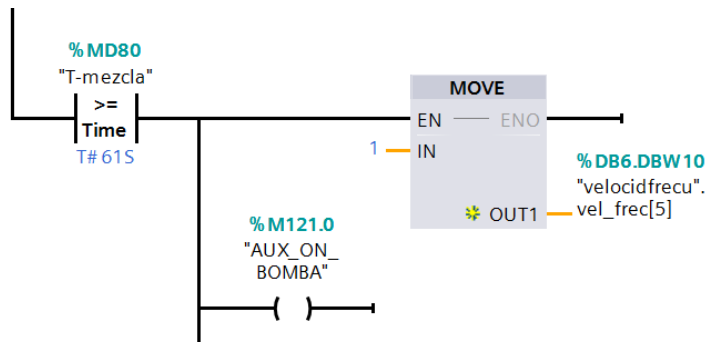 %MD80
"T-mezcla"
>=
Time
T#61S
MOVE
EN ENO
1 IN
OUT1
%DB6.DBW10
"velocidfrecu".
vel_frec[5]
%M121.0
"AUX_ON_
BOMBA"